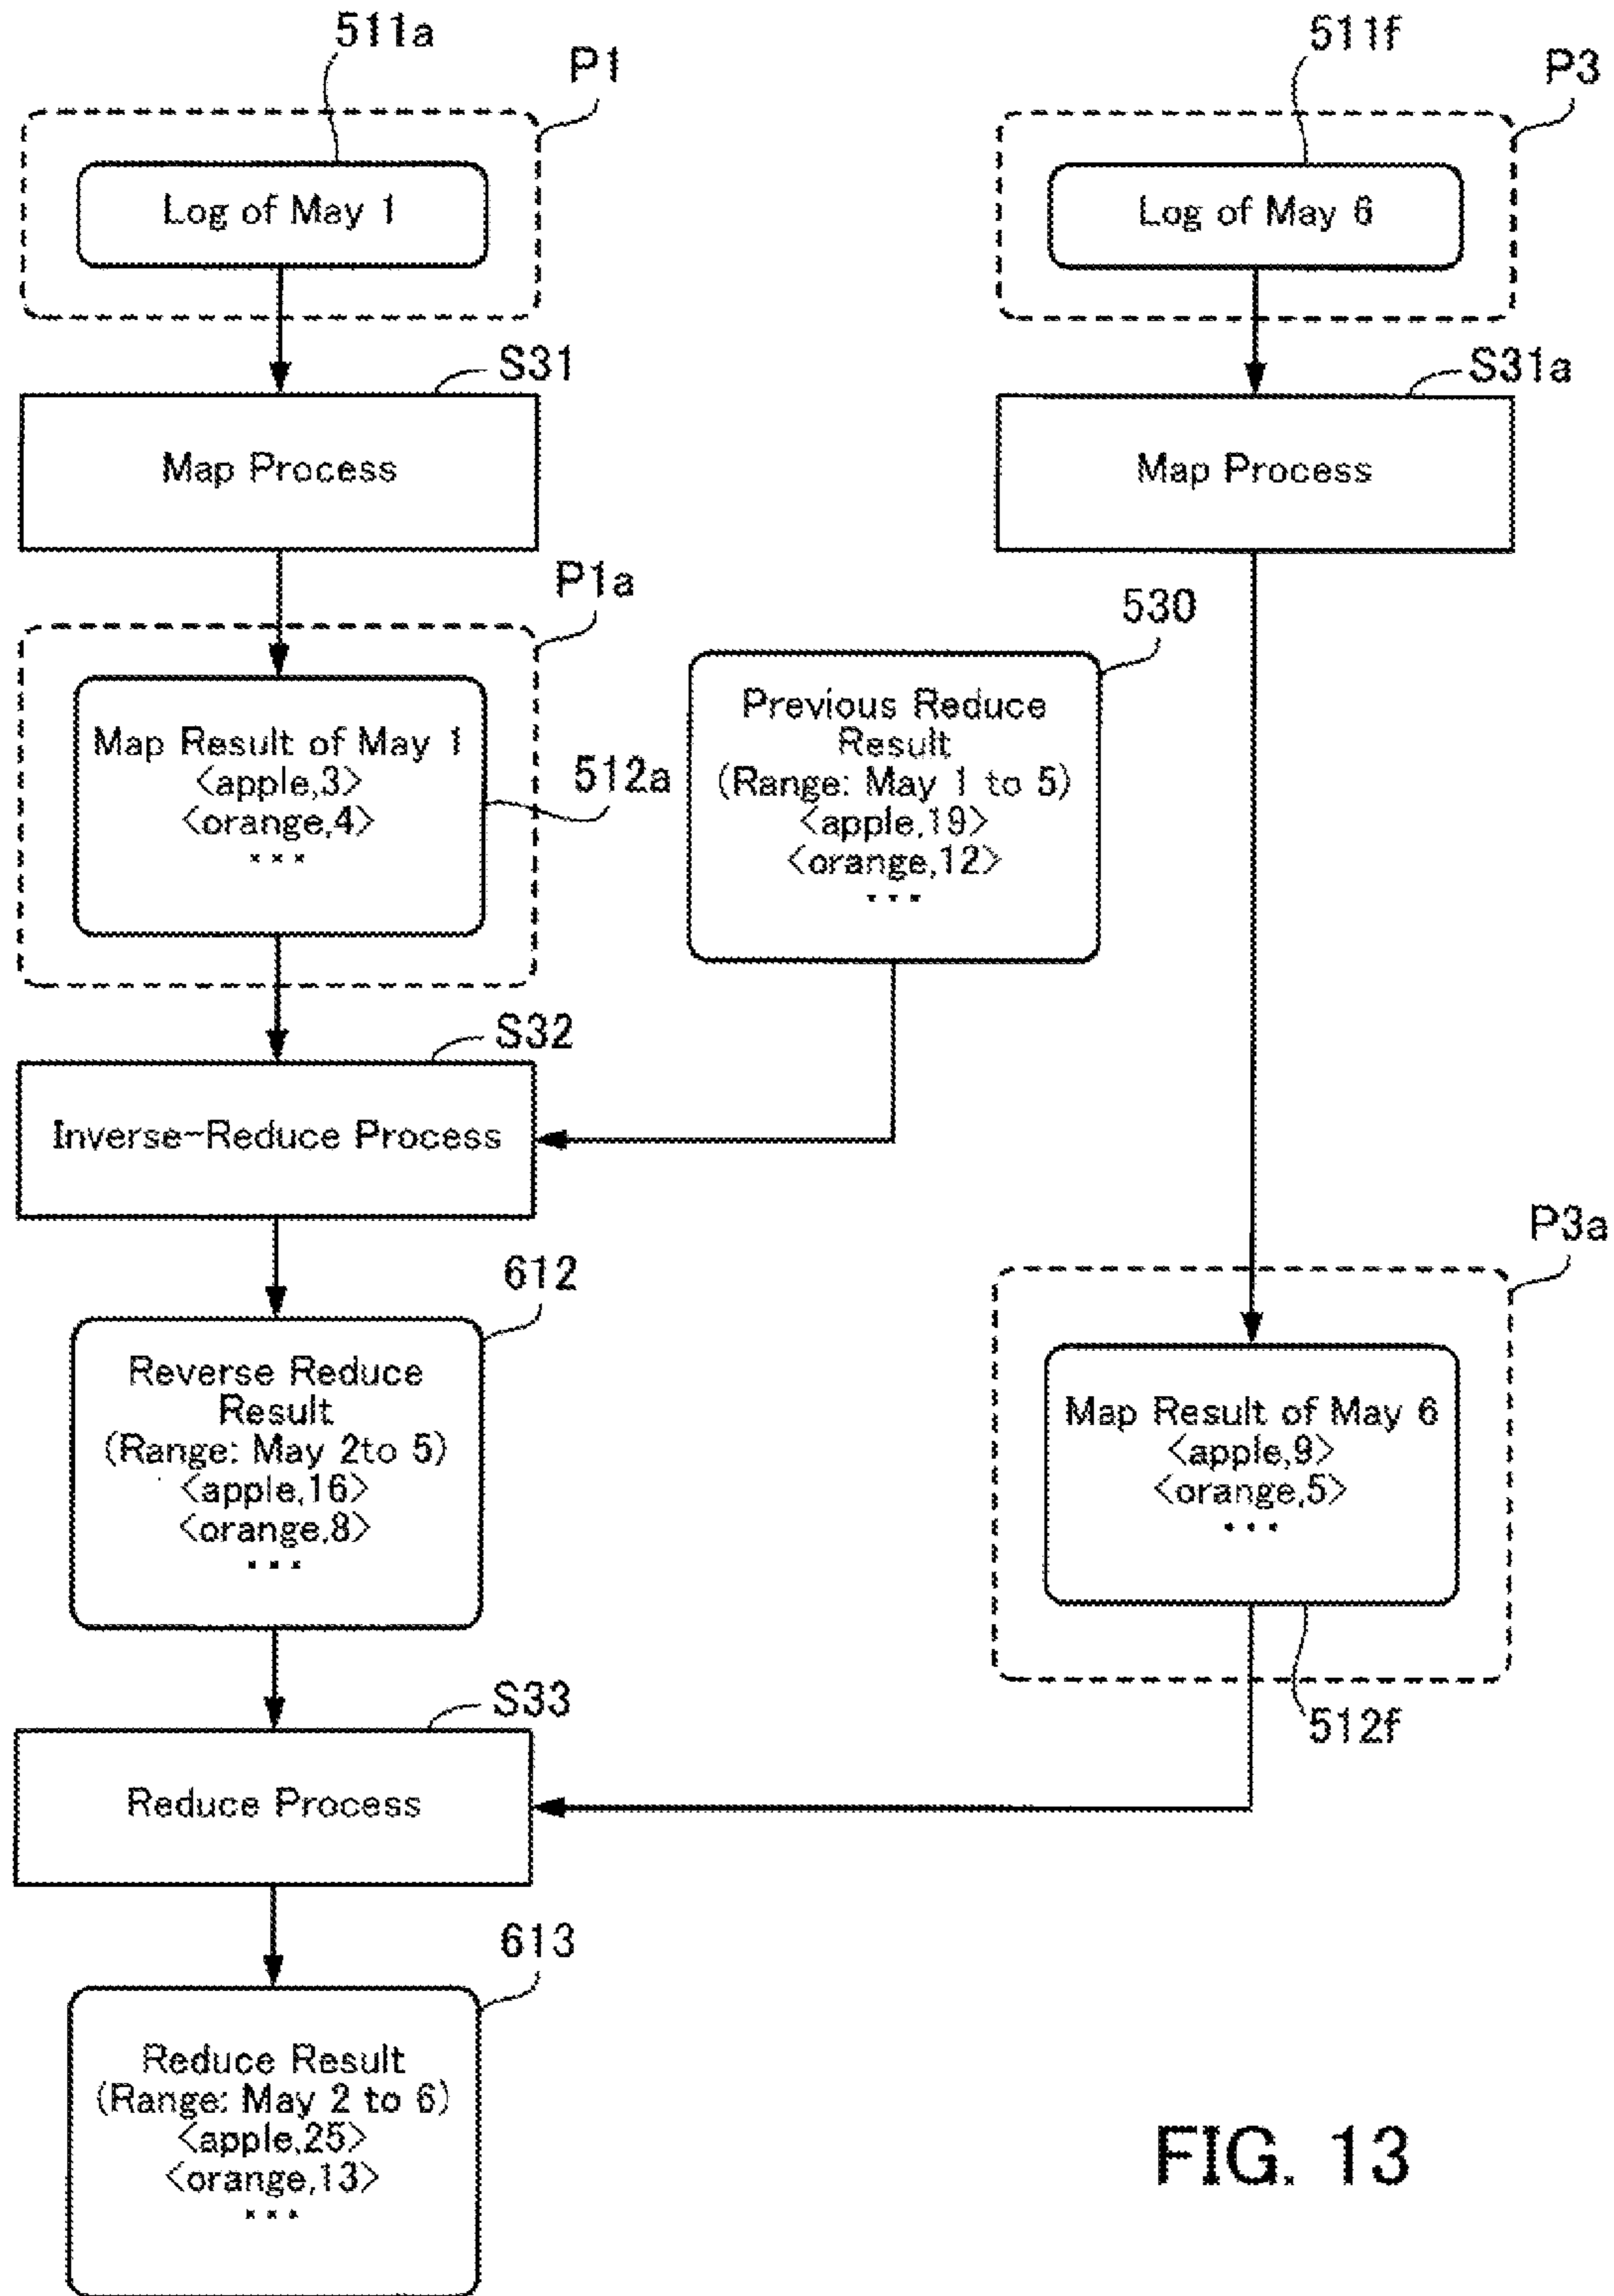 511a
P1
511f
P3
Log of May 1
Log of May 6
S31
S31a
Map Process
Map Process
P1a
530
Map Result of May 1
<apple,3>
<orange,4>
...
512a
Previous Reduce
Result
(Range: May 1 to 5)
<apple,19>
<orange,12>
...
S32
Inverse-Reduce Process
P3a
612
Reverse Reduce
Result
(Range: May 2to 5)
<apple,16>
<orange,8>
...
Map Result of May 6
<apple,9>
<orange,5>
...
S33
512f
Reduce Process
613
Reduce Result
(Range: May 2 to 6)
<apple,25>
<orange,13>
...
FIG. 13